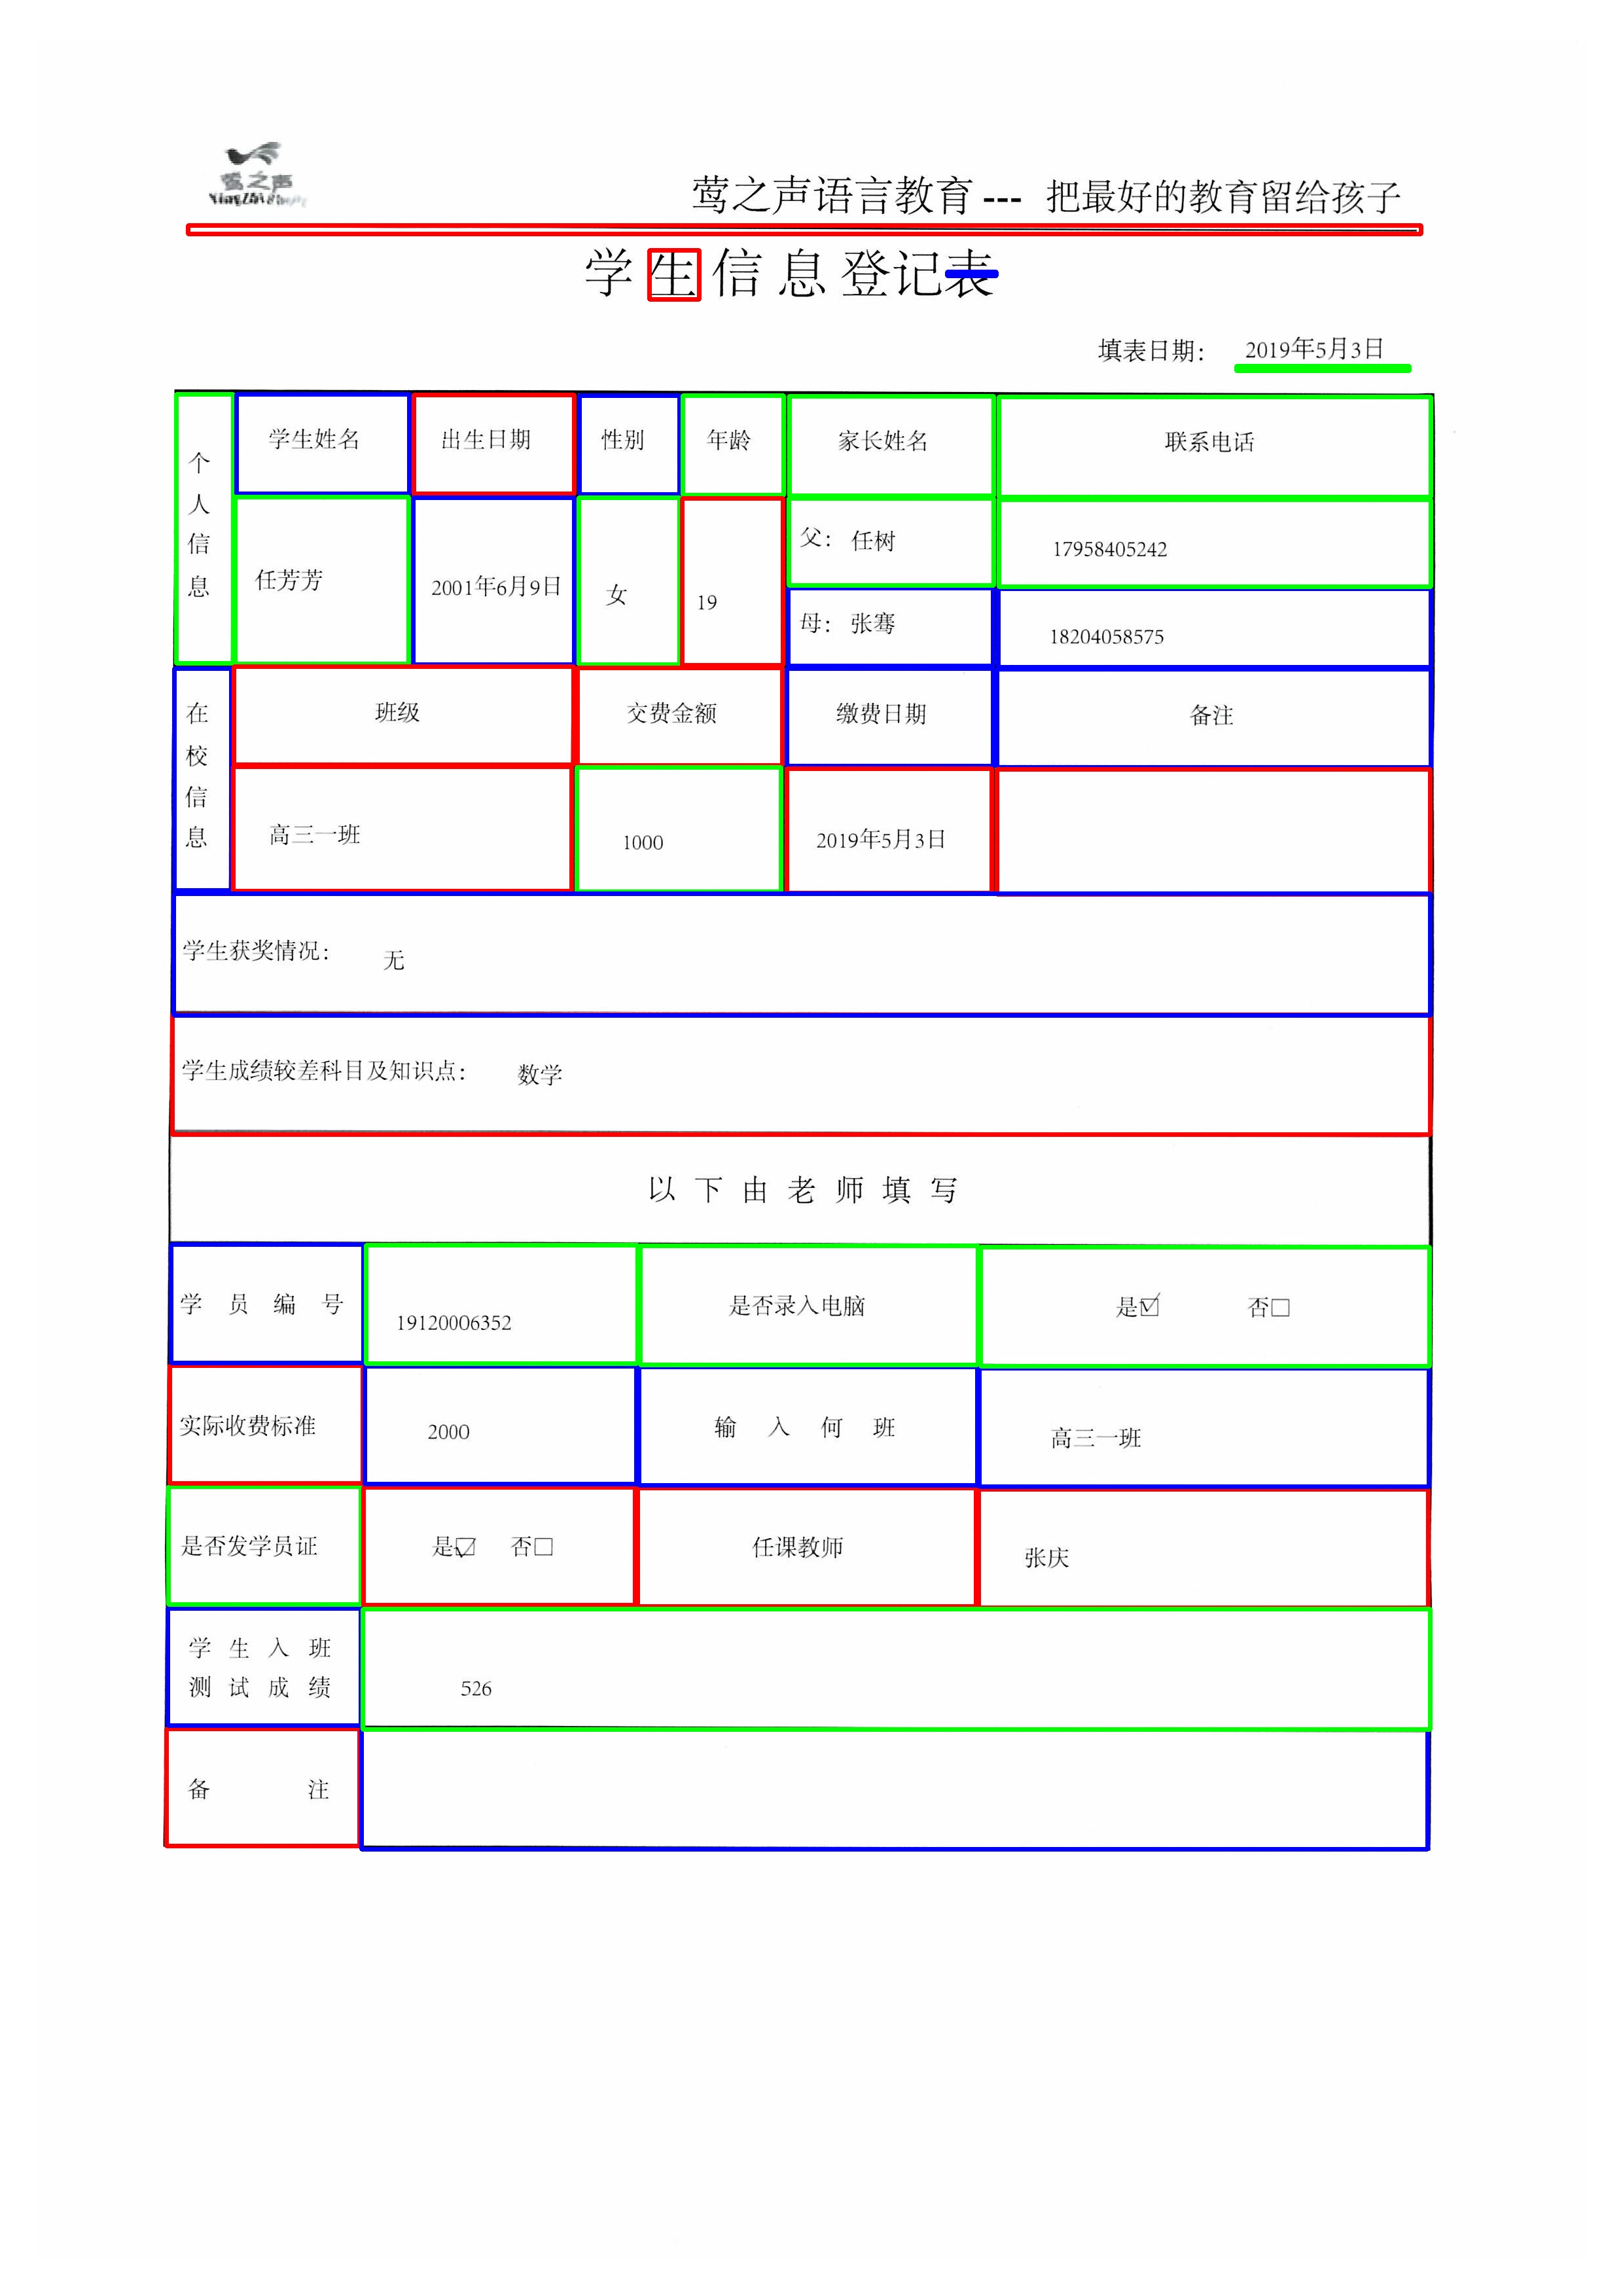 莺之声
莺之声语言教育 --- 把最好的教育留给孩子
学生信息登记表
填表日期： 2019年5月3日
个人信息
学生姓名 出生日期 性别 年龄 家长姓名 联系电话
任芳芳 2001年6月9日 女 19
父：任树 17958405242
母：张骞 18204058575
在校信息
班级 交费金额 缴费日期 备注
高三一班 1000 2019年5月3日
学生获奖情况： 无
学生成绩较差科目及知识点： 数学
以下由老师填写
学员编号 19120006352 是否录入电脑 是☑ 否□
实际收费标准 2000 输入何班 高三一班
是否发学员证 是☑ 否□ 任课教师 张庆
学生入班
测试成绩 526
备注